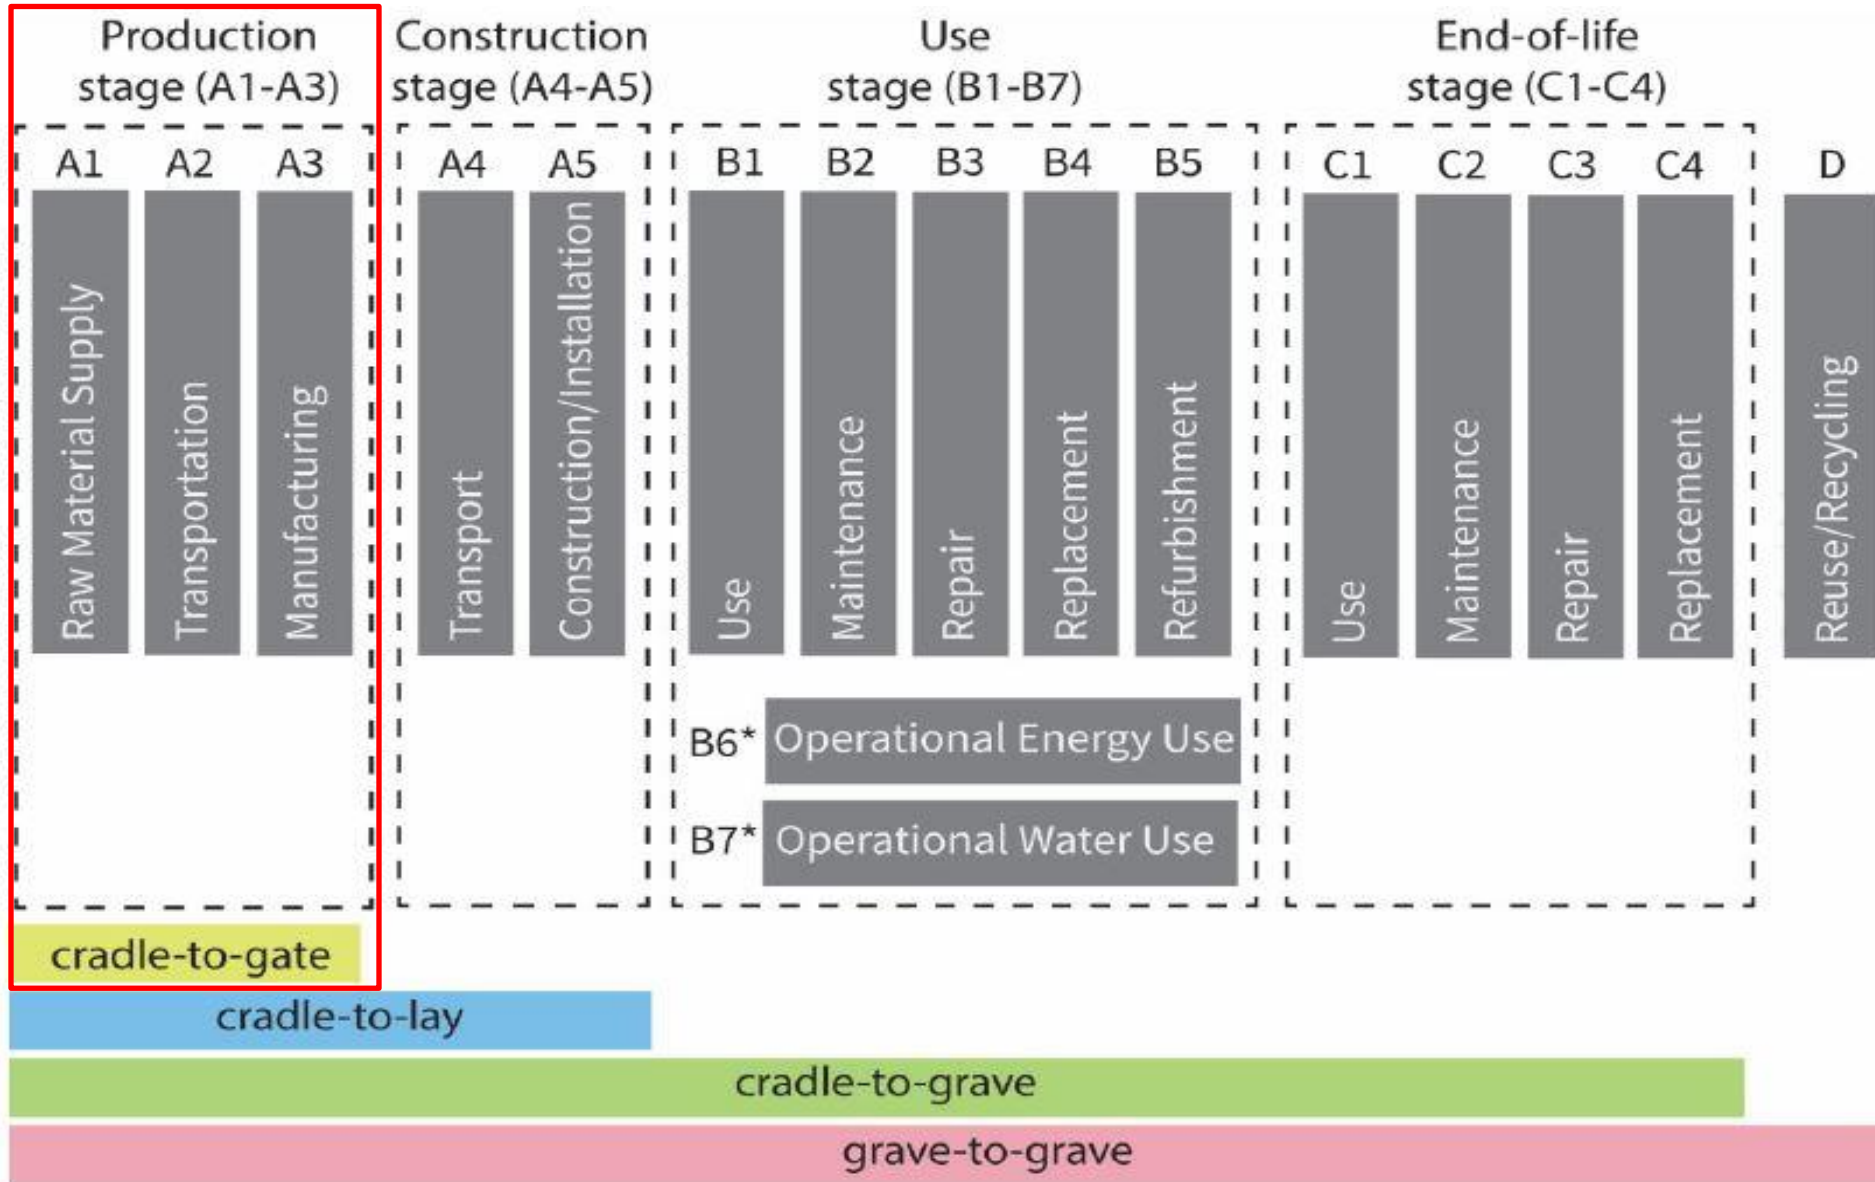 Production
stage (A1-A3)
Construction
stage (A4-A5)
Use
stage (B1-B7)
End-of-life
stage (C1-C4)
A1
A2
A3
A4
A5
B1
B2
B3
B4
B5
C1
C2
C3
C4
D
Raw Material Supply
Transportation
Manufacturing
Transport
Construction/Installation
Use
Maintenance
Repair
Replacement
Refurbishment
Use
Maintenance
Repair
Replacement
Reuse/Recycling
B6* Operational Energy Use
B7* Operational Water Use
cradle-to-gate
cradle-to-lay
cradle-to-grave
grave-to-grave